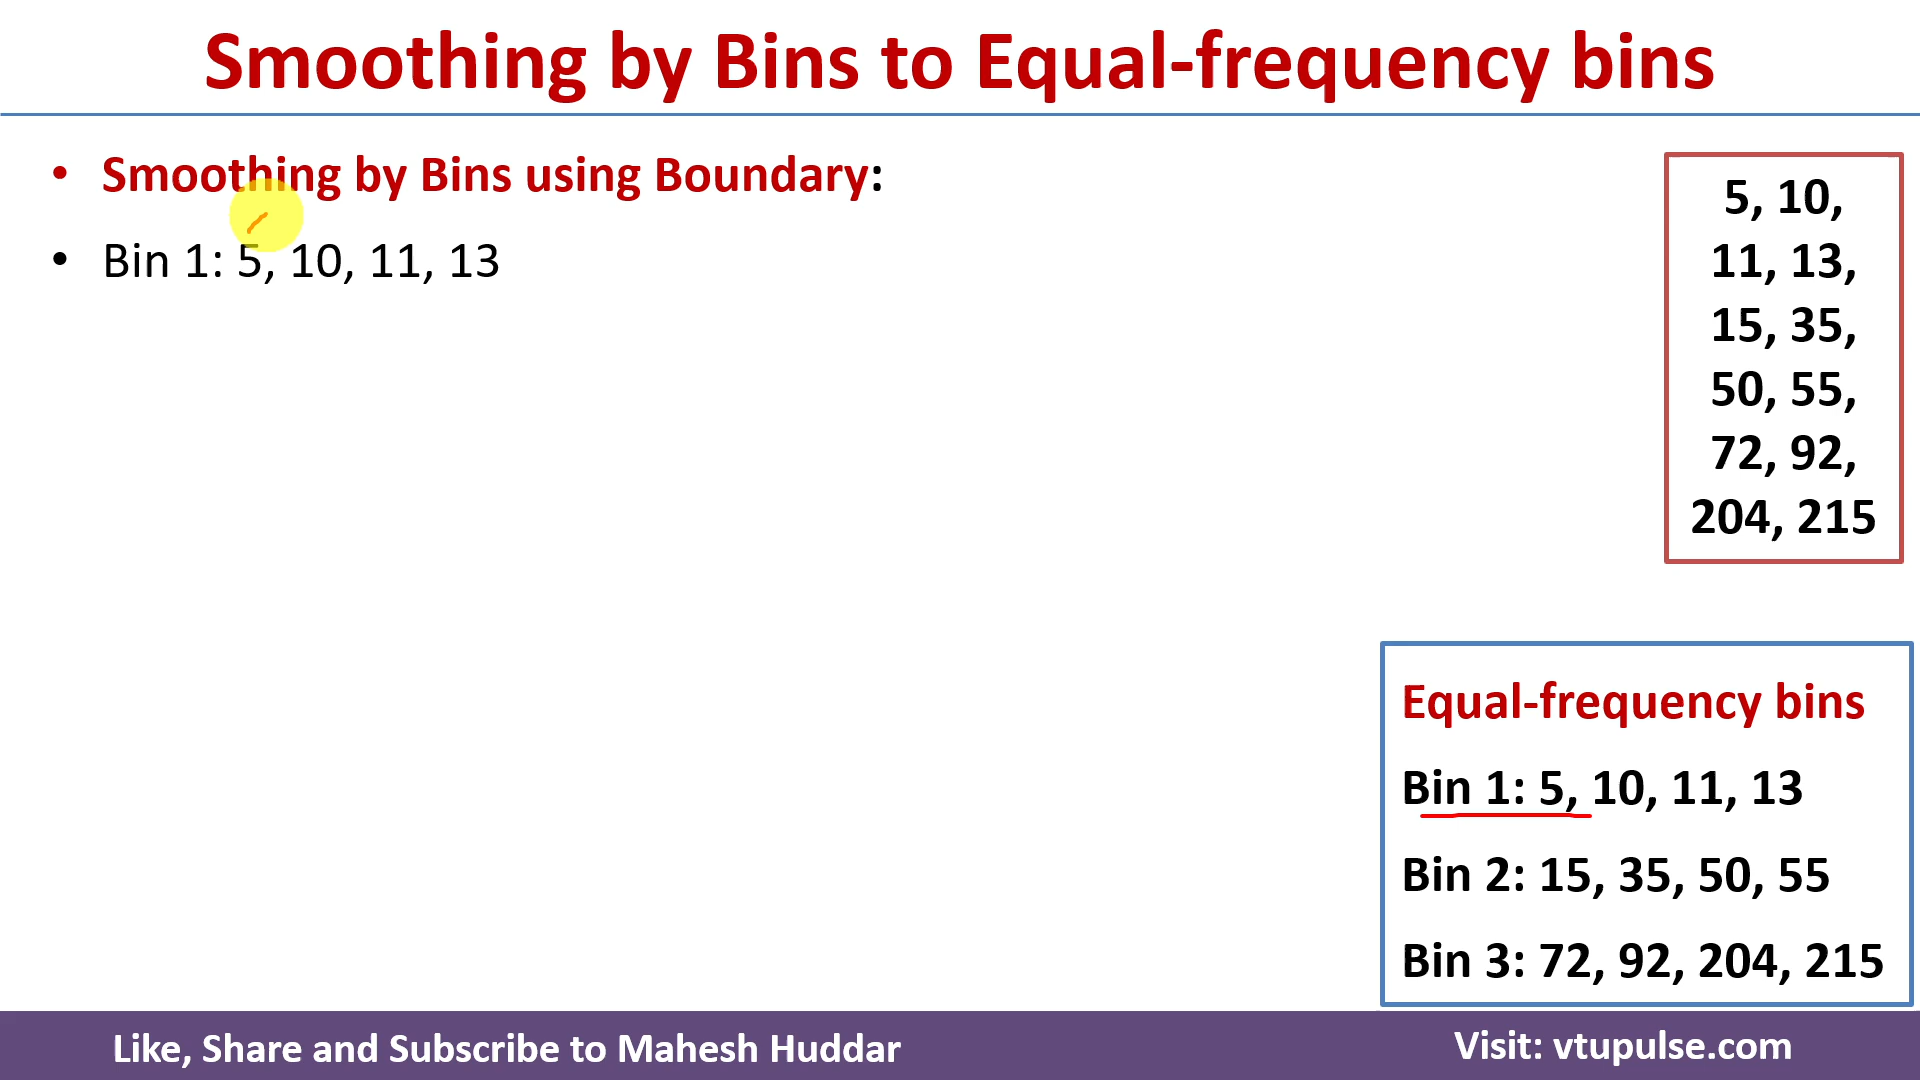 Smoothing by Bins to Equal-frequency bins
• Smoothing by Bins using Boundary:
• Bin 1: 5, 10, 11, 13
5, 10,
11, 13,
15, 35,
50, 55,
72, 92,
204, 215
Equal-frequency bins
Bin 1: 5, 10, 11, 13
Bin 2: 15, 35, 50, 55
Bin 3: 72, 92, 204, 215
Like, Share and Subscribe to Mahesh Huddar
Visit: vtupulse.com